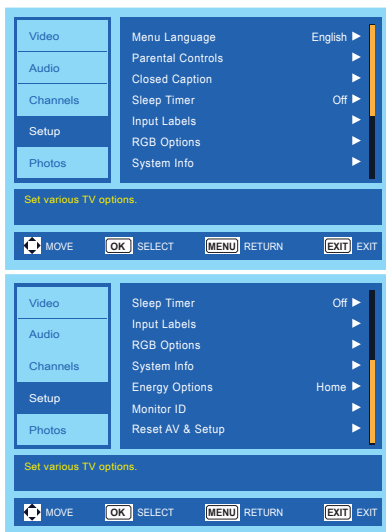 Video
Audio
Channels
Setup
Photos
Menu Language English
Parental Controls
Closed Caption
Sleep Timer Off
Input Labels
RGB Options
System Info
Set various TV options.
MOVE OK SELECT MENU RETURN EXIT EXIT
Video
Audio
Channels
Setup
Photos
Sleep Timer Off
Input Labels
RGB Options
System Info
Energy Options Home
Monitor ID
Reset AV & Setup
Set various TV options.
MOVE OK SELECT MENU RETURN EXIT EXIT